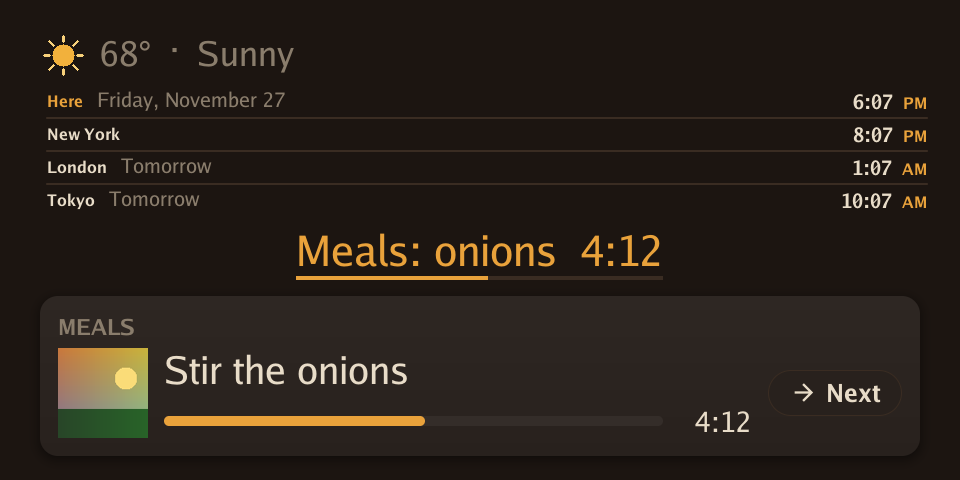 68° · Sunny
Here Friday, November 27 6:07 PM
New York 8:07 PM
London Tomorrow 1:07 AM
Tokyo Tomorrow 10:07 AM
Meals: onions 4:12
MEALS
Stir the onions
4:12
→ Next